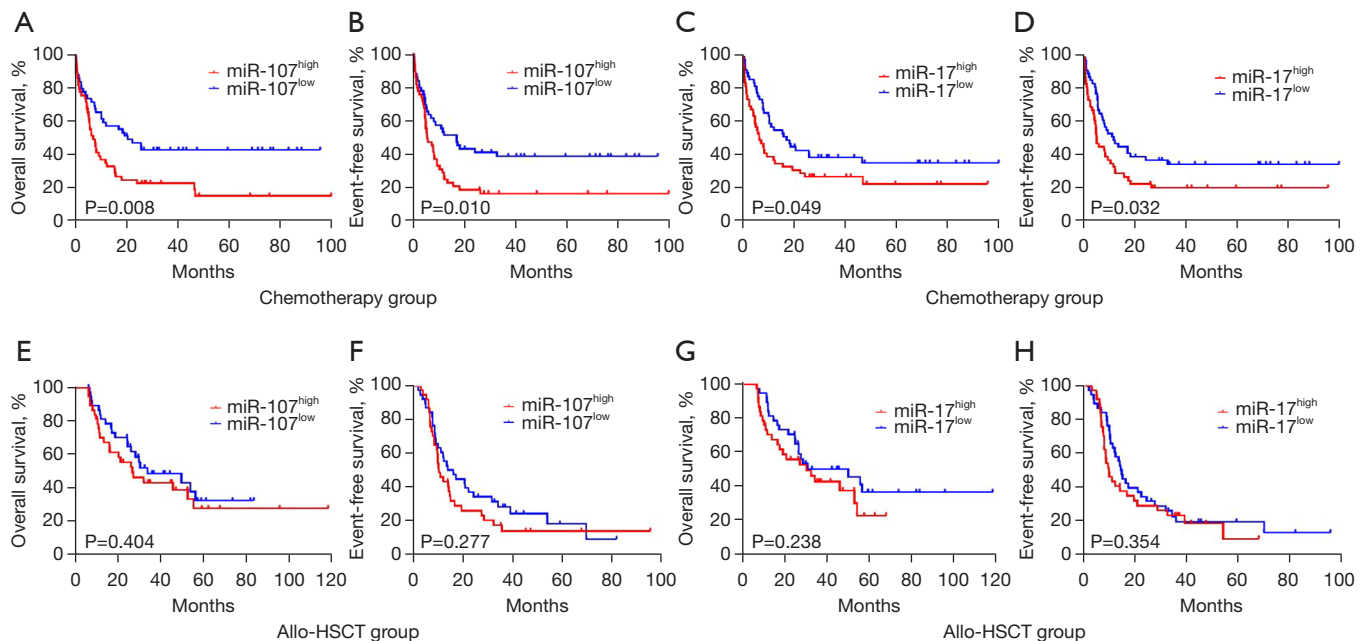 A
Overall survival, %
100
80
60
40
20
0
miR-107high
miR-107low
P=0.008
0 20 40 60 80 100
Months
B
Event-free survival, %
100
80
60
40
20
0
miR-107high
miR-107low
P=0.010
0 20 40 60 80 100
Months
Chemotherapy group
C
Overall survival, %
100
80
60
40
20
0
miR-17high
miR-17low
P=0.049
0 20 40 60 80 100
Months
D
Event-free survival, %
100
80
60
40
20
0
miR-17high
miR-17low
P=0.032
0 20 40 60 80 100
Months
Chemotherapy group
E
Overall survival, %
100
80
60
40
20
0
miR-107high
miR-107low
P=0.404
0 20 40 60 80 100 120
Months
F
Event-free survival, %
100
80
60
40
20
0
miR-107high
miR-107low
P=0.277
0 20 40 60 80 100
Months
Allo-HSCT group
G
Overall survival, %
100
80
60
40
20
0
miR-17high
miR-17low
P=0.238
0 20 40 60 80 100 120
Months
H
Event-free survival, %
100
80
60
40
20
0
miR-17high
miR-17low
P=0.354
0 20 40 60 80 100
Months
Allo-HSCT group